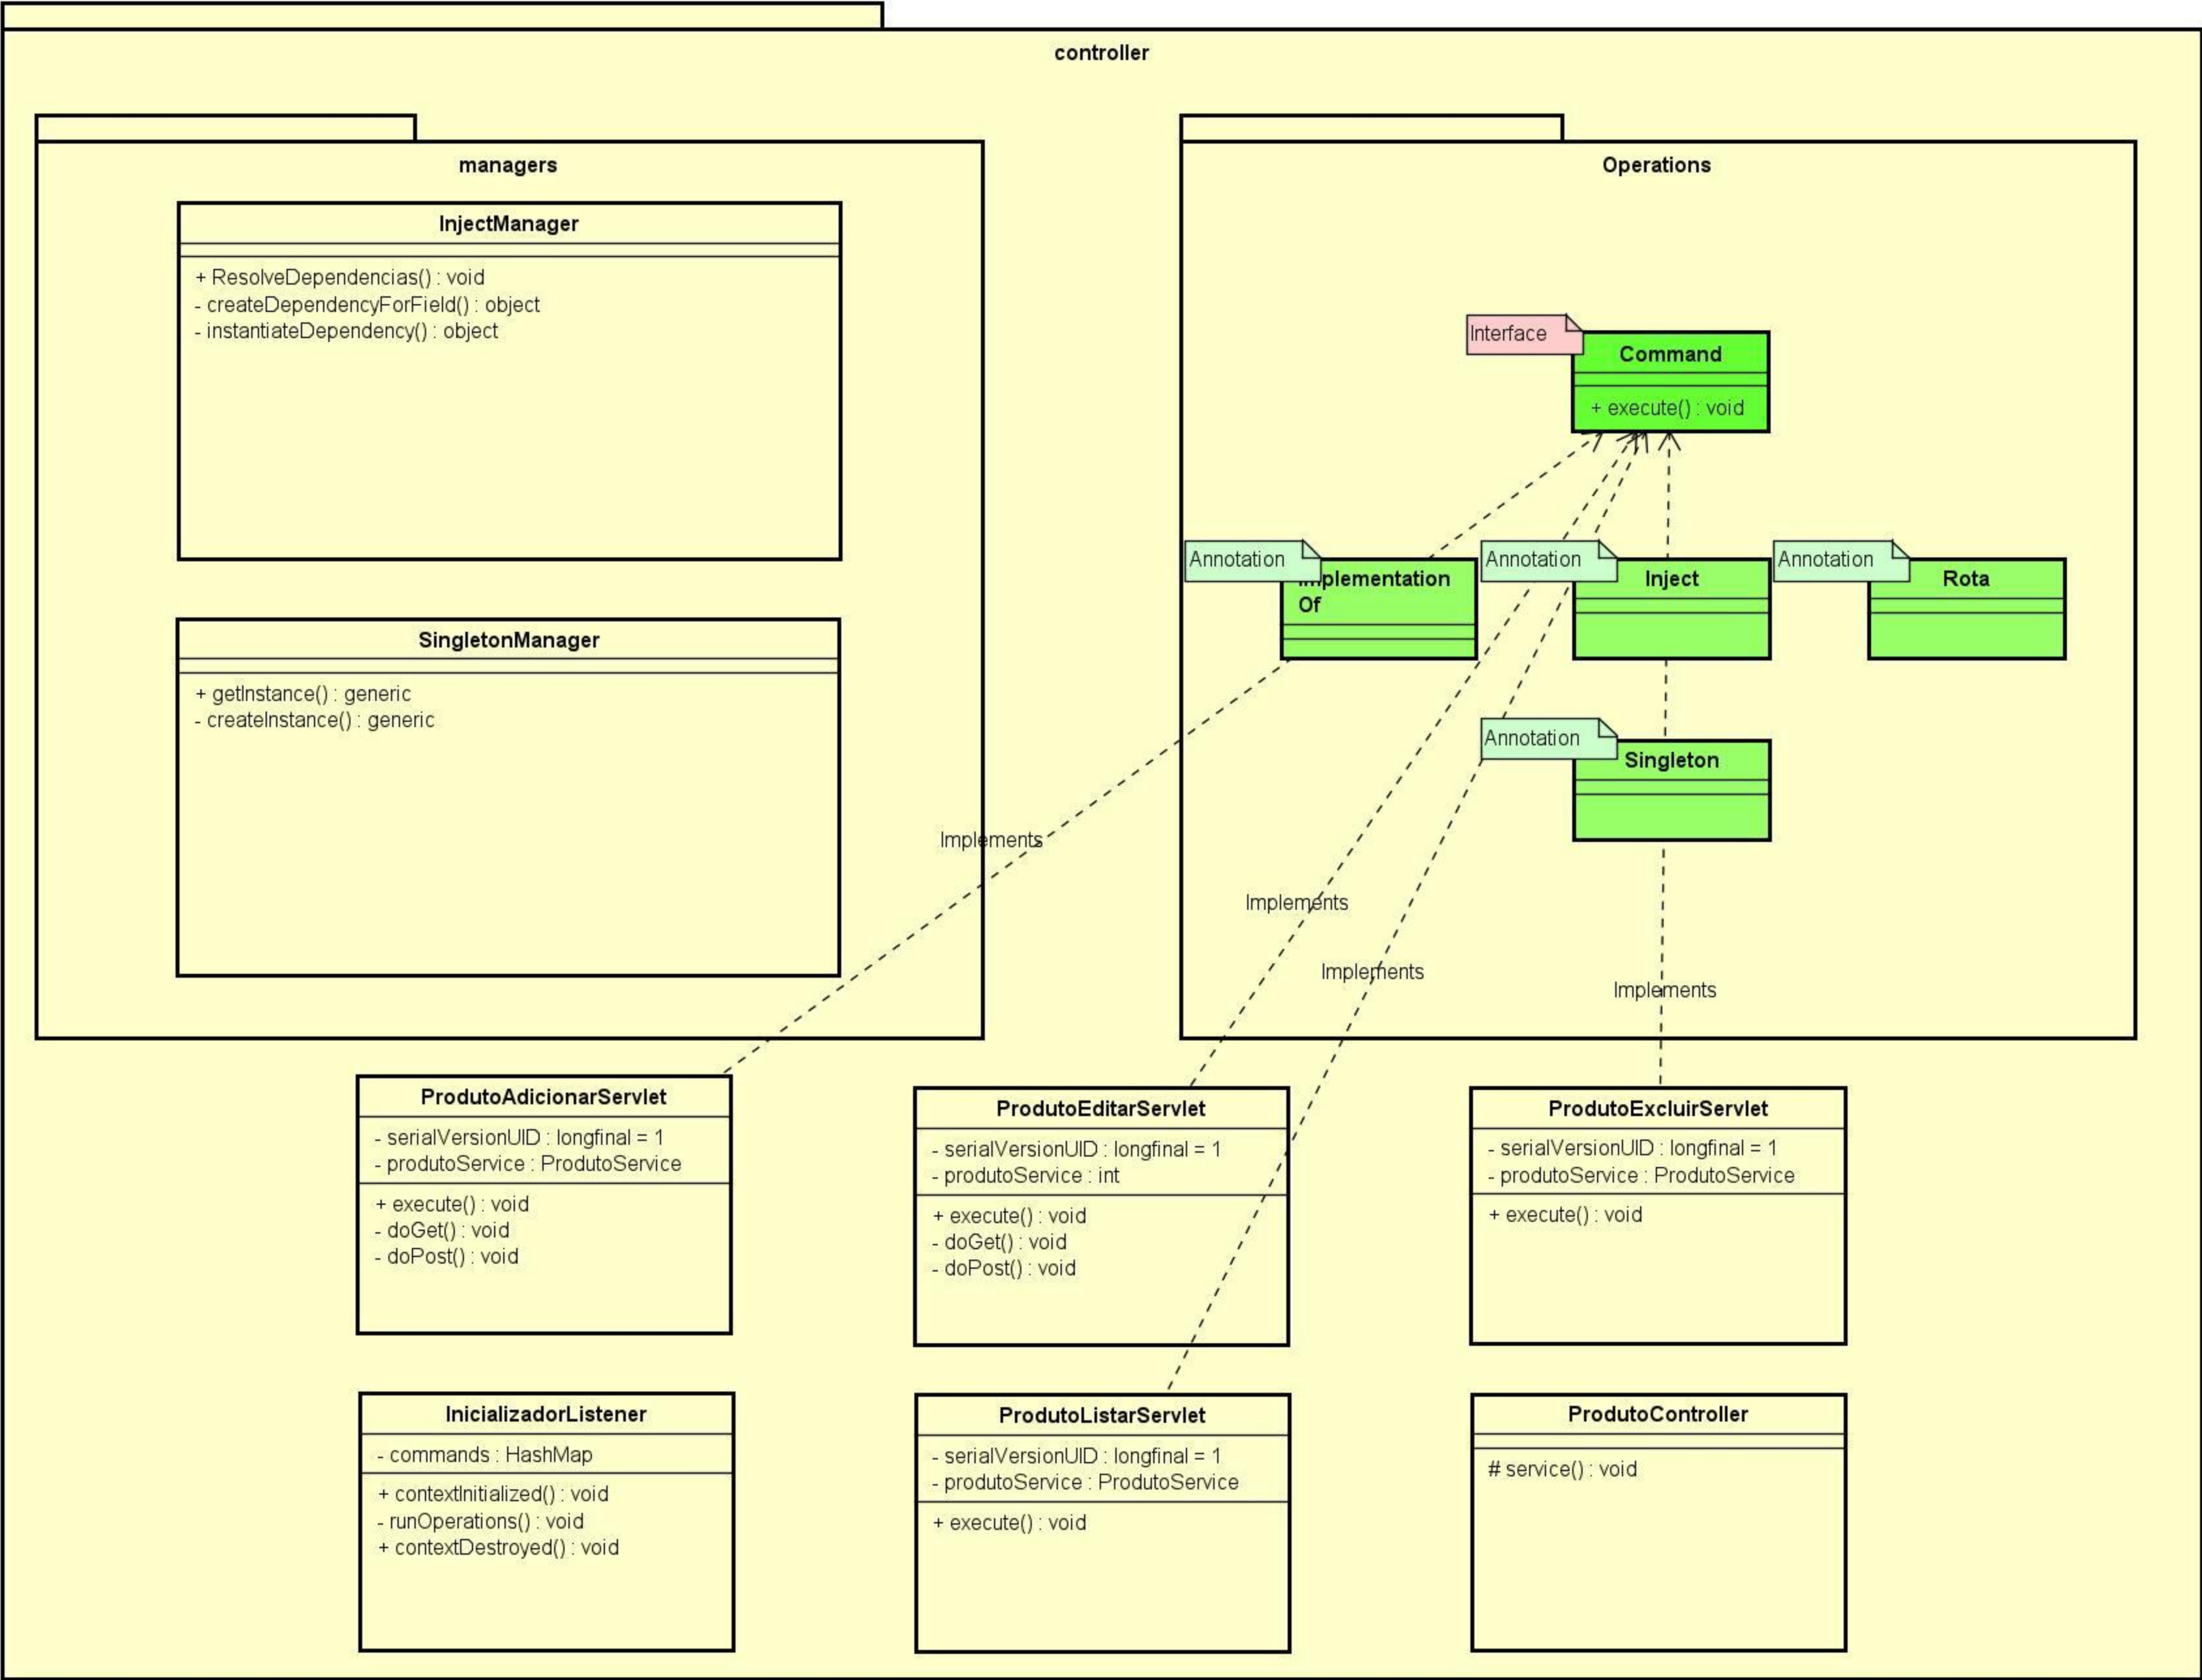 controller
managers
InjectManager
+ ResolveDependencias() : void
- createDependencyForField() : object
- instantiateDependency() : object
SingletonManager
+ getInstance() : generic
- createInstance() : generic
Operations
Interface
Command
+ execute() : void
Annotation
Implementation
Of
Annotation
Inject
Annotation
Rota
Annotation
Singleton
Implements
Implements
Implements
Implements
ProdutoAdicionarServlet
- serialVersionUID : longfinal = 1
- produtoService : ProdutoService
+ execute() : void
- doGet() : void
- doPost() : void
ProdutoEditarServlet
- serialVersionUID : longfinal = 1
- produtoService : int
+ execute() : void
- doGet() : void
- doPost() : void
ProdutoExcluirServlet
- serialVersionUID : longfinal = 1
- produtoService : ProdutoService
+ execute() : void
InicializadorListener
- commands : HashMap
+ contextInitialized() : void
- runOperations() : void
+ contextDestroyed() : void
ProdutoListarServlet
- serialVersionUID : longfinal = 1
- produtoService : ProdutoService
+ execute() : void
ProdutoController
# service() : void